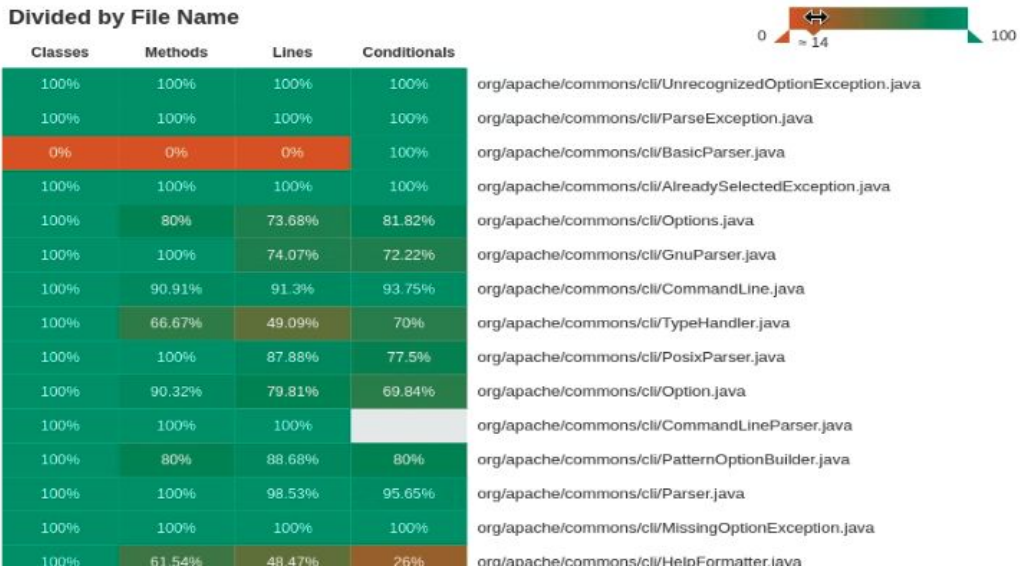 Divided by File Name
0 ≈ 14 100
Classes Methods Lines Conditionals
100% 100% 100% 100% org/apache/commons/cli/UnrecognizedOptionException.java
100% 100% 100% 100% org/apache/commons/cli/ParseException.java
0% 0% 0% 100% org/apache/commons/cli/BasicParser.java
100% 100% 100% 100% org/apache/commons/cli/AlreadySelectedException.java
100% 80% 73.68% 81.82% org/apache/commons/cli/Options.java
100% 100% 74.07% 72.22% org/apache/commons/cli/GnuParser.java
100% 90.91% 91.3% 93.75% org/apache/commons/cli/CommandLine.java
100% 66.67% 49.09% 70% org/apache/commons/cli/TypeHandler.java
100% 100% 87.88% 77.5% org/apache/commons/cli/PosixParser.java
100% 90.32% 79.81% 69.84% org/apache/commons/cli/Option.java
100% 100% 100% org/apache/commons/cli/CommandLineParser.java
100% 80% 88.68% 80% org/apache/commons/cli/PatternOptionBuilder.java
100% 100% 98.53% 95.65% org/apache/commons/cli/Parser.java
100% 100% 100% 100% org/apache/commons/cli/MissingOptionException.java
100% 61.54% 48.47% 26% org/apache/commons/cli/HelpFormatter.java